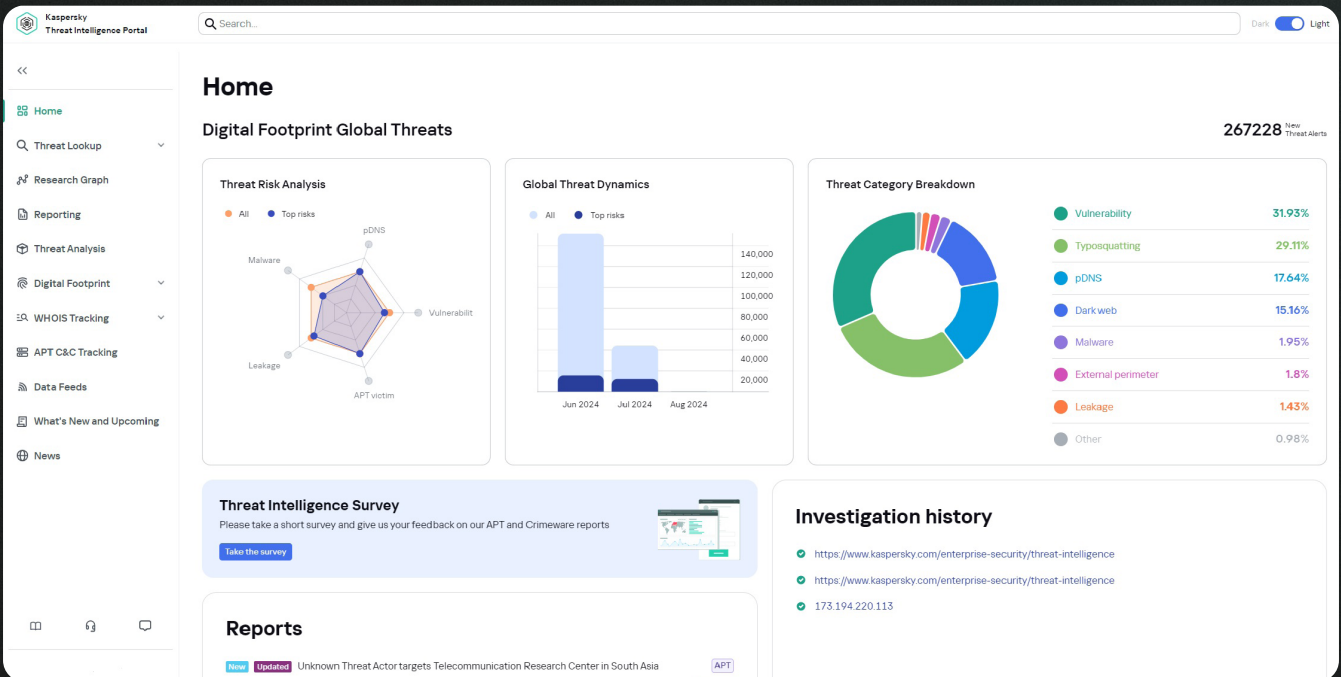 Kaspersky
Threat Intelligence Portal
Search...
Dark
Light
Home
Threat Lookup
Research Graph
Reporting
Threat Analysis
Digital Footprint
WHOIS Tracking
APT C&C Tracking
Data Feeds
What's New and Upcoming
News
Home
Digital Footprint Global Threats
267228 New
Threat Alerts
Threat Risk Analysis
All Top risks
pDNS
Malware
Vulnerabilit
Leakage
APT victim
Global Threat Dynamics
All Top risks
140,000
120,000
100,000
80,000
60,000
40,000
20,000
Jun 2024 Jul 2024 Aug 2024
Threat Category Breakdown
Vulnerability 31.93%
Typosquatting 29.11%
pDNS 17.64%
Dark web 15.16%
Malware 1.95%
External perimeter 1.8%
Leakage 1.43%
Other 0.98%
Threat Intelligence Survey
Please take a short survey and give us your feedback on our APT and Crimeware reports
Take the survey
Investigation history
https://www.kaspersky.com/enterprise-security/threat-intelligence
https://www.kaspersky.com/enterprise-security/threat-intelligence
173.194.220.113
Reports
New Updated Unknown Threat Actor targets Telecommunication Research Center in South Asia APT